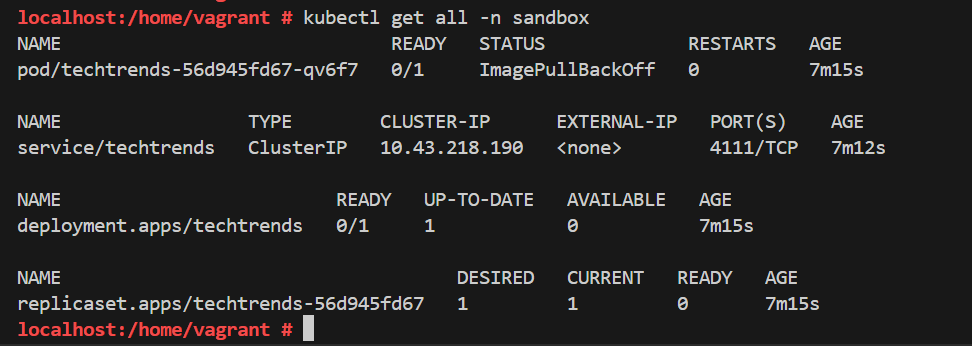 localhost:/home/vagrant # kubectl get all -n sandbox
NAME READY STATUS RESTARTS AGE
pod/techtrends-56d945fd67-qv6f7 0/1 ImagePullBackOff 0 7m15s
NAME TYPE CLUSTER-IP EXTERNAL-IP PORT(S) AGE
service/techtrends ClusterIP 10.43.218.190 <none> 4111/TCP 7m12s
NAME READY UP-TO-DATE AVAILABLE AGE
deployment.apps/techtrends 0/1 1 0 7m15s
NAME DESIRED CURRENT READY AGE
replicaset.apps/techtrends-56d945fd67 1 1 0 7m15s
localhost:/home/vagrant #